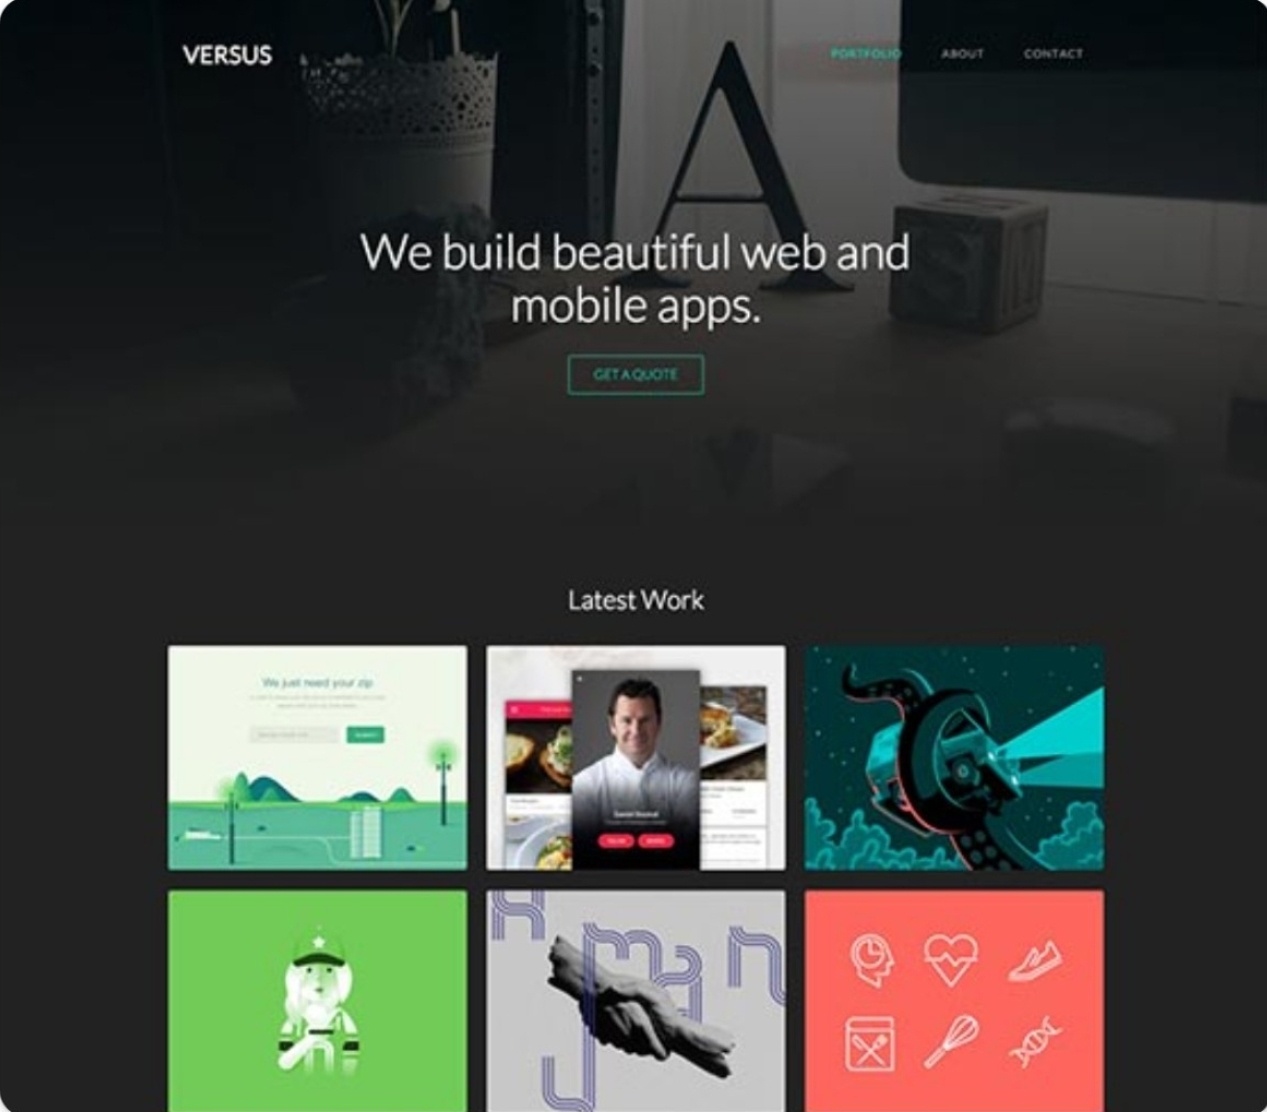 VERSUS
PORTFOLIO ABOUT CONTACT
A
We build beautiful web and
mobile apps.
GET A QUOTE
Latest Work
We just need your zip